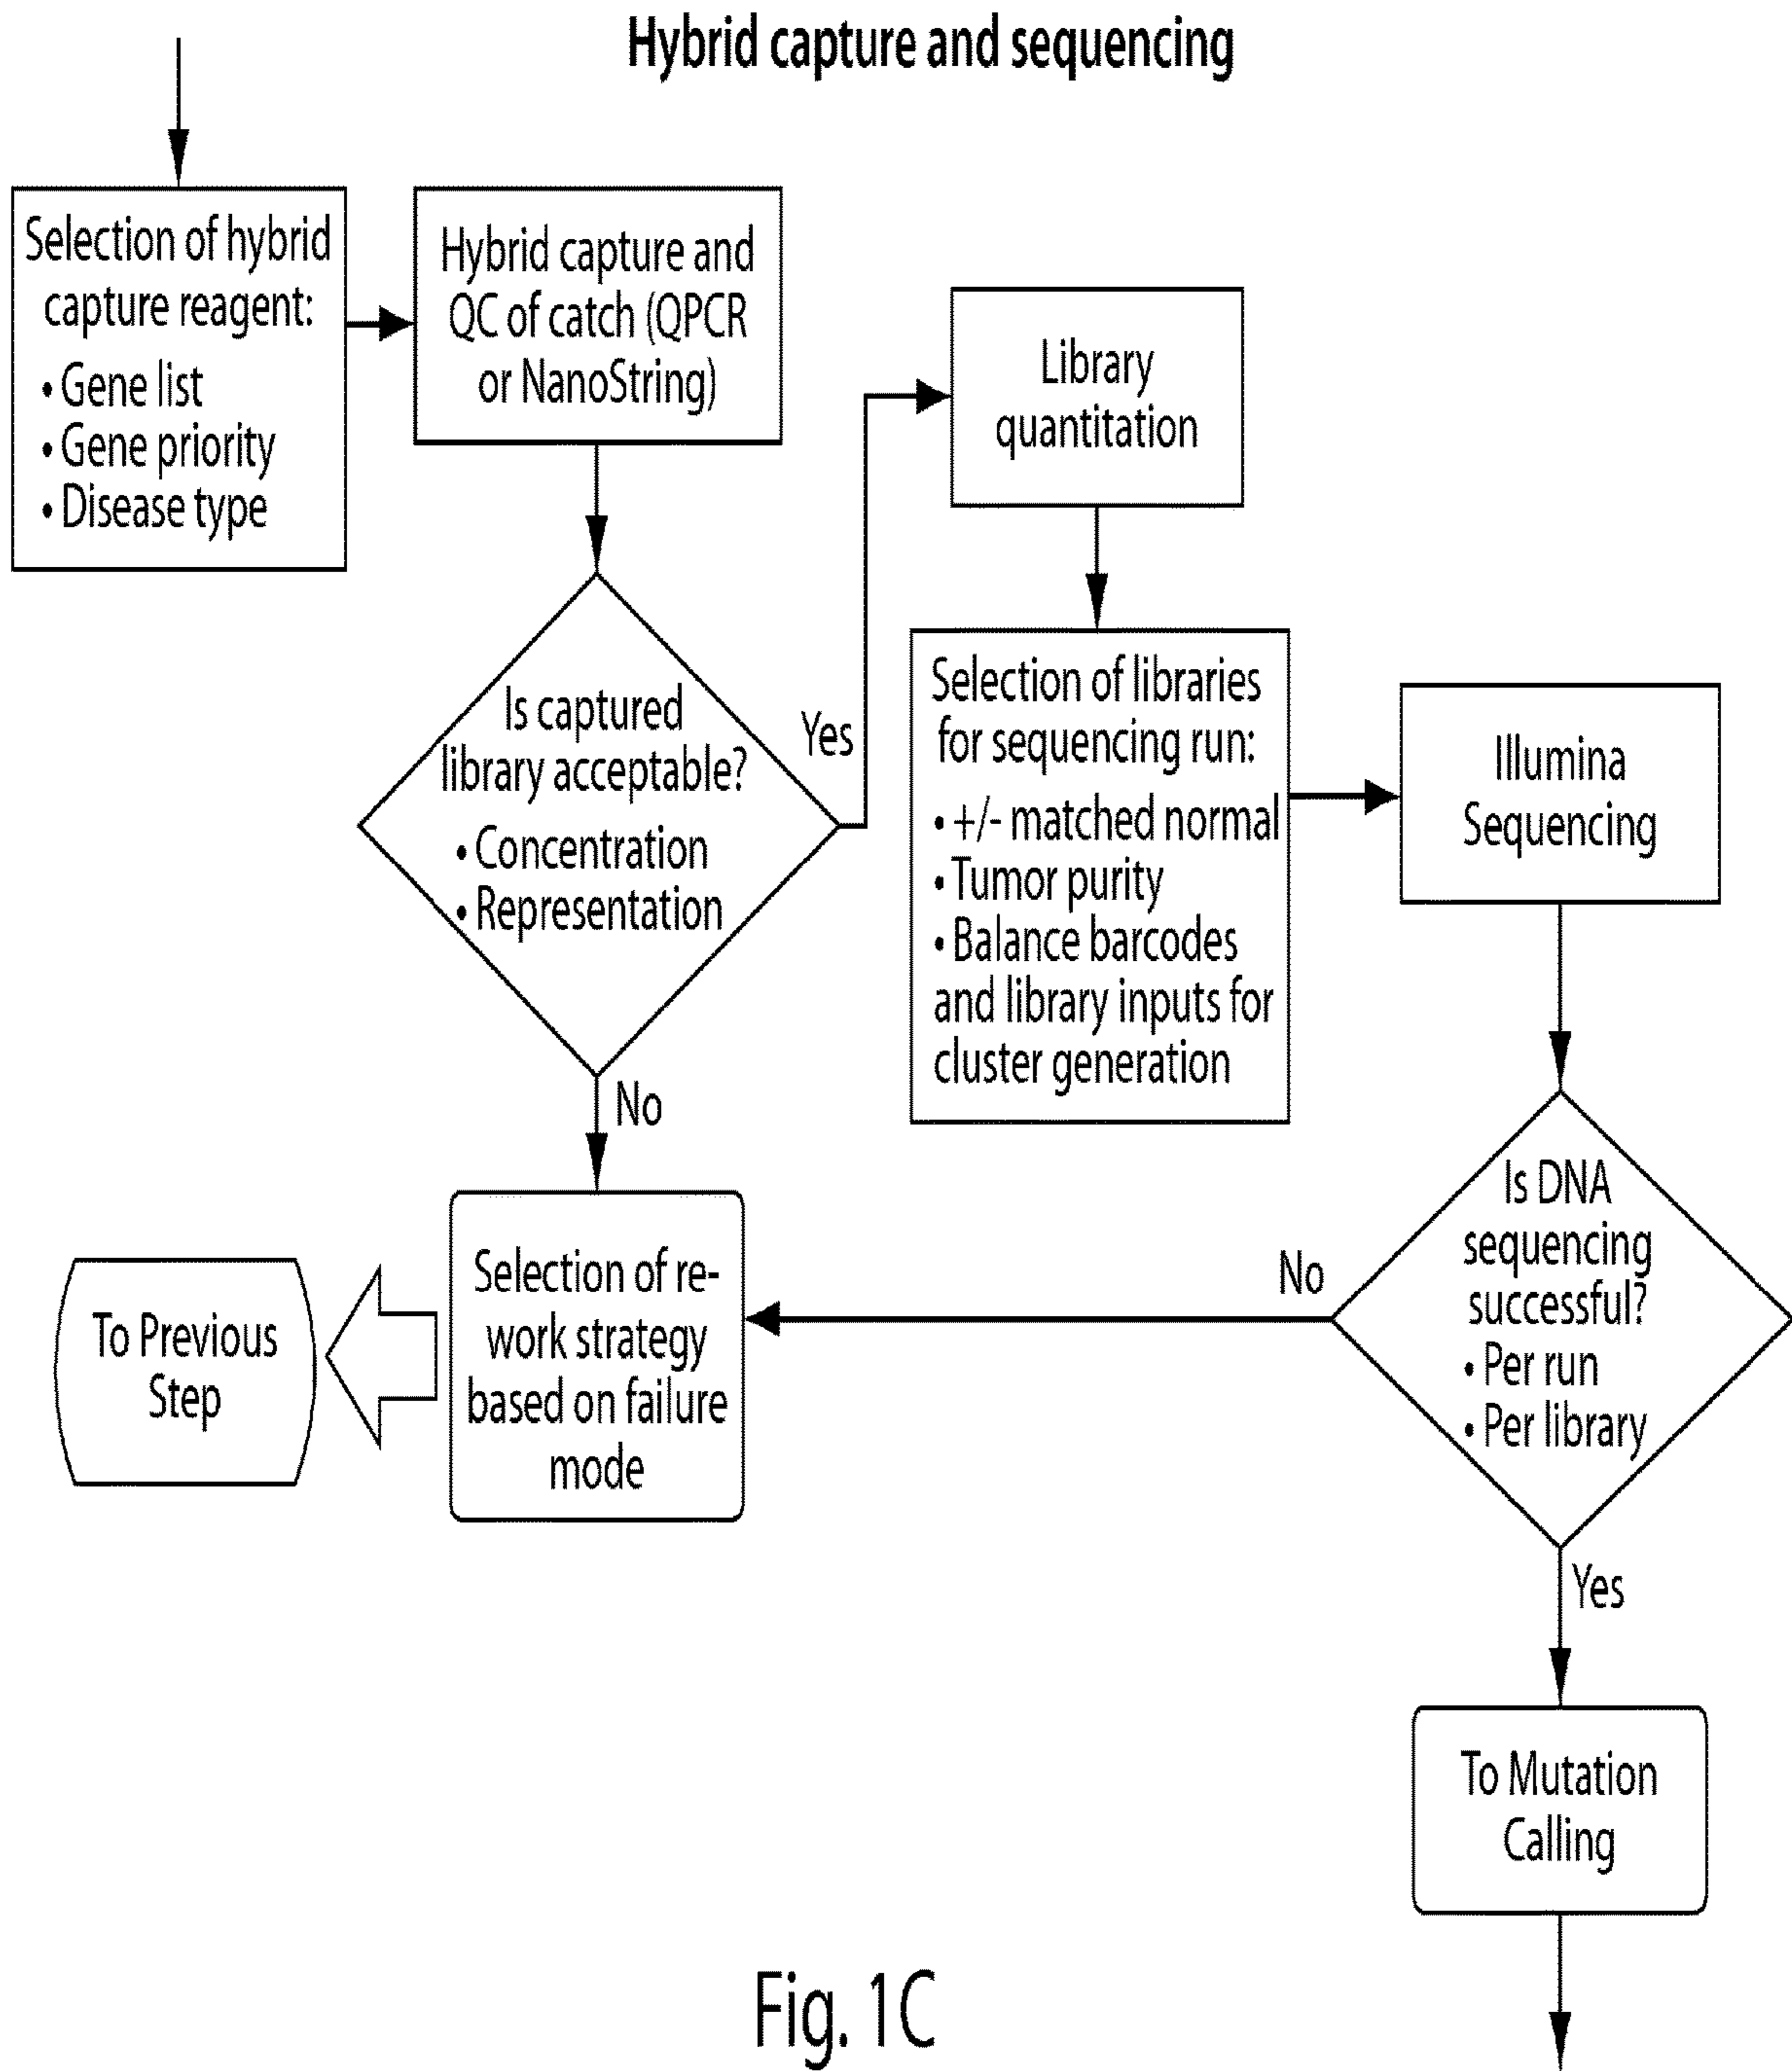 Hybrid capture and sequencing
Selection of hybrid
capture reagent:
• Gene list
• Gene priority
• Disease type
Hybrid capture and
QC of catch (QPCR
or NanoString)
Library
quantitation
Is captured
library acceptable?
• Concentration
• Representation
Yes
No
Selection of libraries
for sequencing run:
• +/- matched normal
• Tumor purity
• Balance barcodes
and library inputs for
cluster generation
Illumina
Sequencing
Is DNA
sequencing
successful?
• Per run
• Per library
No
Yes
Selection of re-
work strategy
based on failure
mode
To Previous
Step
To Mutation
Calling
Fig. 1C